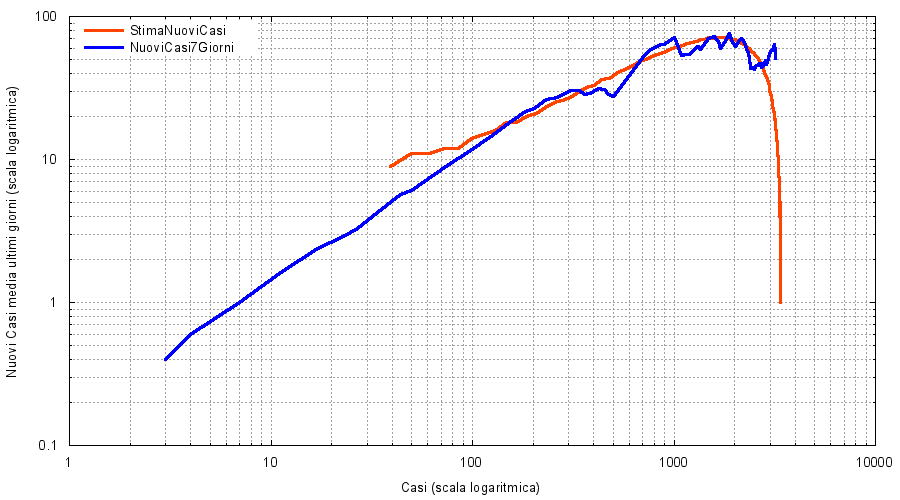 100
StimaNuoviCasi
NuoviCasi7Giorni
10
1
0.1
Nuovi Casi media ultimi giorni (scala logaritmica)
1 10 100 1000 10000
Casi (scala logaritmica)